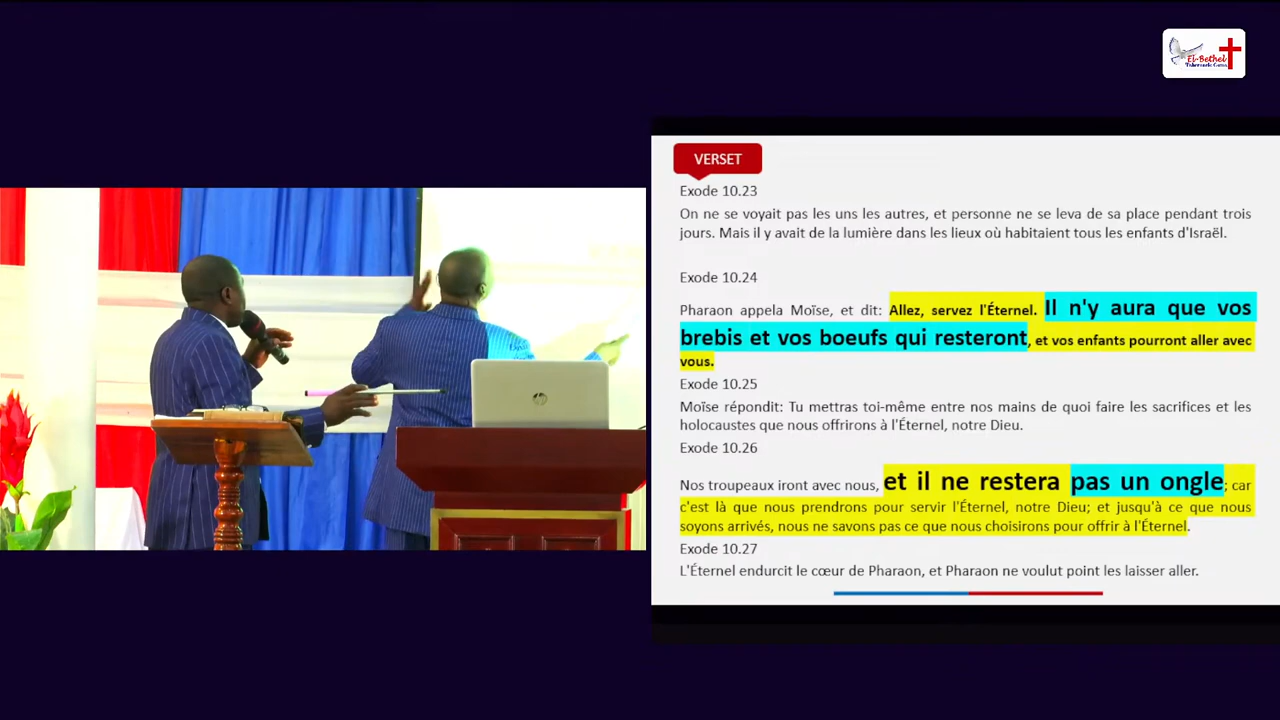 El-Bethel
Tabernacle Goma
VERSET
Exode 10.23
On ne se voyait pas les uns les autres, et personne ne se leva de sa place pendant trois
jours. Mais il y avait de la lumière dans les lieux où habitaient tous les enfants d'Israël.
Exode 10.24
Pharaon appela Moïse, et dit: Allez, servez l'Éternel. Il n'y aura que vos
brebis et vos boeufs qui resteront, et vos enfants pourront aller avec
vous.
Exode 10.25
Moïse répondit: Tu mettras toi-même entre nos mains de quoi faire les sacrifices et les
holocaustes que nous offrirons à l'Éternel, notre Dieu.
Exode 10.26
Nos troupeaux iront avec nous, et il ne restera pas un ongle; car
c'est là que nous prendrons pour servir l'Éternel, notre Dieu; et jusqu'à ce que nous
soyons arrivés, nous ne savons pas ce que nous choisirons pour offrir à l'Éternel.
Exode 10.27
L'Éternel endurcit le cœur de Pharaon, et Pharaon ne voulut point les laisser aller.